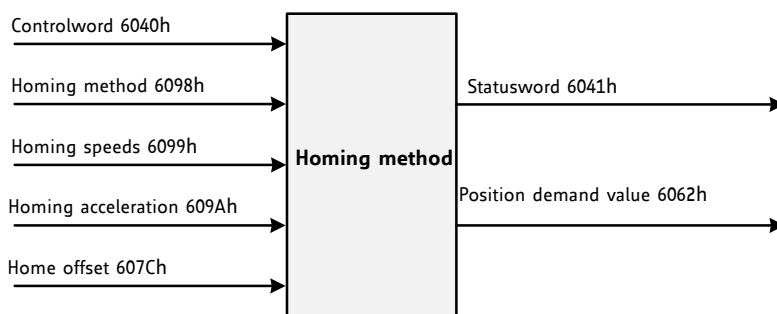 Controlword 6040h
Homing method 6098h
Homing speeds 6099h
Homing acceleration 609Ah
Home offset 607Ch
Homing method
Statusword 6041h
Position demand value 6062h